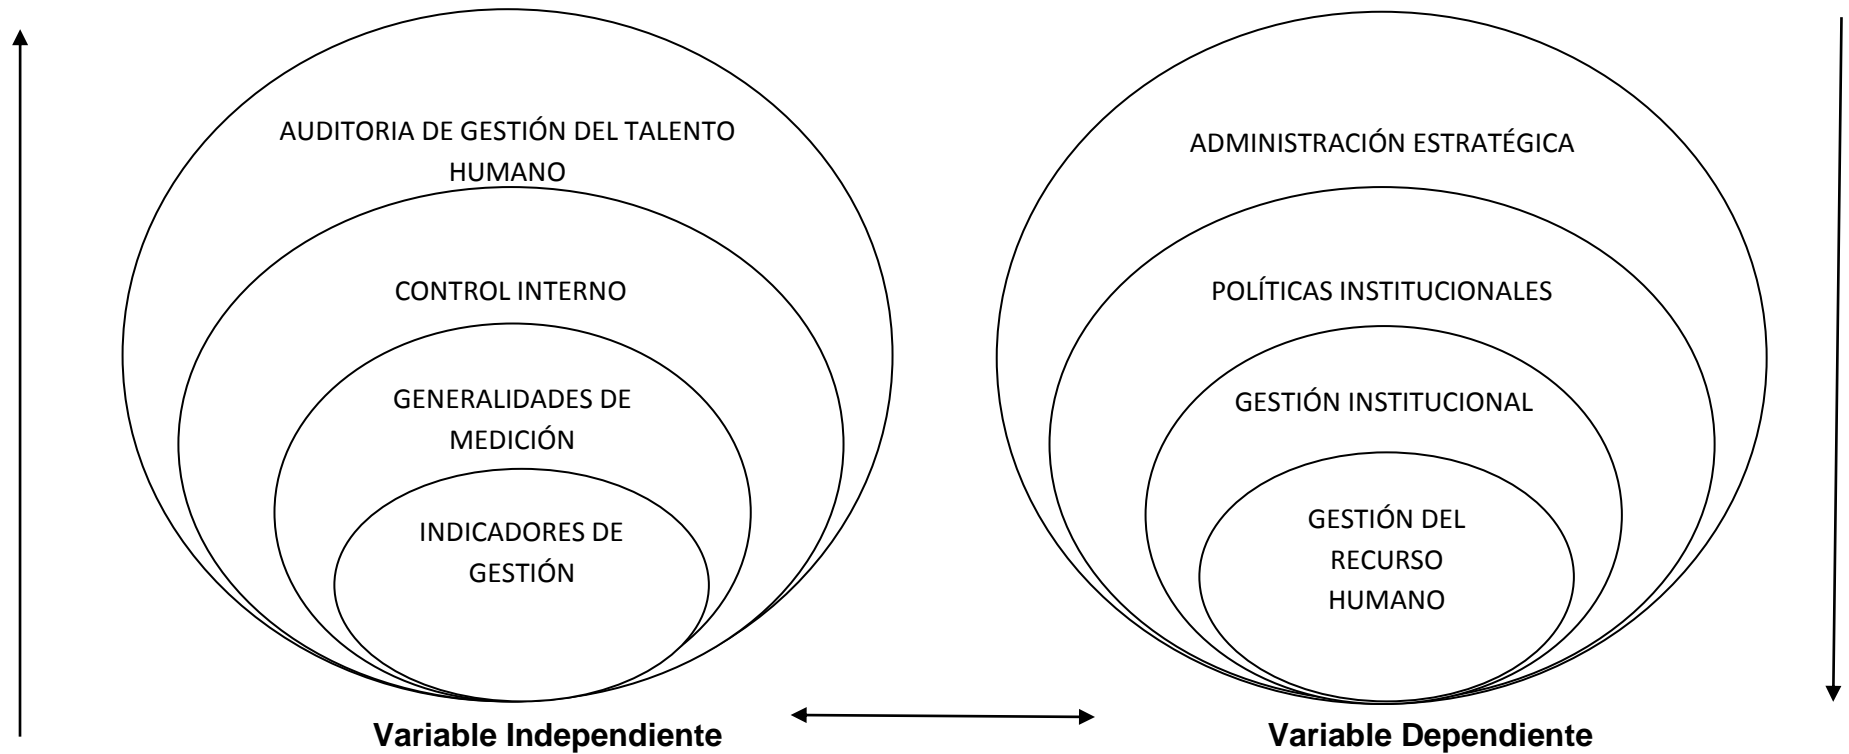 AUDITORIA DE GESTIÓN DEL TALENTO
HUMANO
CONTROL INTERNO
GENERALIDADES DE
MEDICIÓN
INDICADORES DE
GESTIÓN
Variable Independiente
ADMINISTRACIÓN ESTRATÉGICA
POLÍTICAS INSTITUCIONALES
GESTIÓN INSTITUCIONAL
GESTIÓN DEL
RECURSO
HUMANO
Variable Dependiente